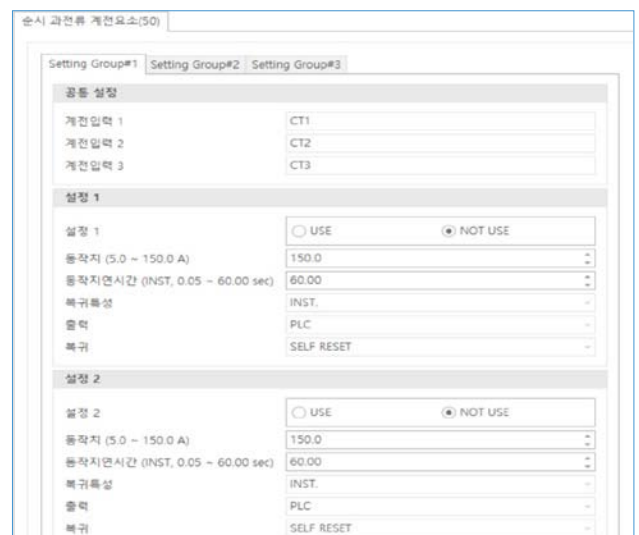 순시 과전류 계전요소(50)
Setting Group#1 Setting Group#2 Setting Group#3
공통 설정
계전입력 1 CT1
계전입력 2 CT2
계전입력 3 CT3
설정 1
설정 1 USE NOT USE
동작치 (5.0 ~ 150.0 A) 150.0
동작지연시간 (INST, 0.05 ~ 60.00 sec) 60.00
복귀특성 INST.
출력 PLC
복귀 SELF RESET
설정 2
설정 2 USE NOT USE
동작치 (5.0 ~ 150.0 A) 150.0
동작지연시간 (INST, 0.05 ~ 60.00 sec) 60.00
복귀특성 INST.
출력 PLC
복귀 SELF RESET